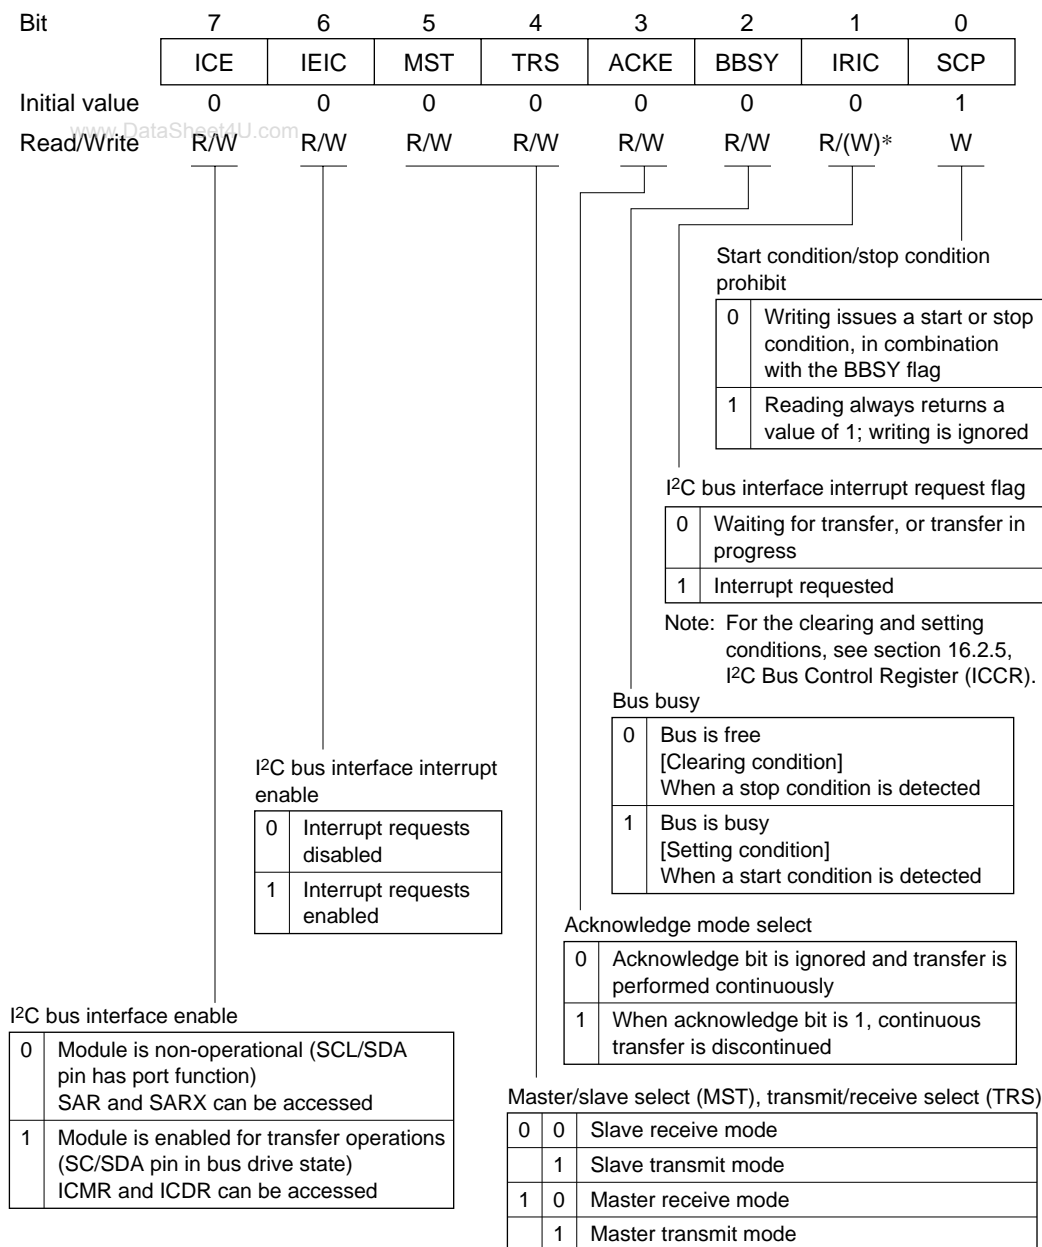 Bit 7 6 5 4 3 2 1 0
ICE IEIC MST TRS ACKE BBSY IRIC SCP
Initial value 0 0 0 0 0 0 0 1
www.DataSheet4U.com
Read/Write R/W R/W R/W R/W R/W R/W R/(W)* W
Start condition/stop condition
prohibit
0 Writing issues a start or stop
condition, in combination
with the BBSY flag
1 Reading always returns a
value of 1; writing is ignored
I2C bus interface interrupt request flag
0 Waiting for transfer, or transfer in
progress
1 Interrupt requested
Note: For the clearing and setting
conditions, see section 16.2.5,
I2C Bus Control Register (ICCR).
Bus busy
0 Bus is free
[Clearing condition]
When a stop condition is detected
1 Bus is busy
[Setting condition]
When a start condition is detected
I2C bus interface interrupt
enable
0 Interrupt requests
disabled
1 Interrupt requests
enabled
Acknowledge mode select
0 Acknowledge bit is ignored and transfer is
performed continuously
1 When acknowledge bit is 1, continuous
transfer is discontinued
I2C bus interface enable
0 Module is non-operational (SCL/SDA
pin has port function)
SAR and SARX can be accessed
1 Module is enabled for transfer operations
(SC/SDA pin in bus drive state)
ICMR and ICDR can be accessed
Master/slave select (MST), transmit/receive select (TRS)
0 0 Slave receive mode
1 Slave transmit mode
1 0 Master receive mode
1 Master transmit mode